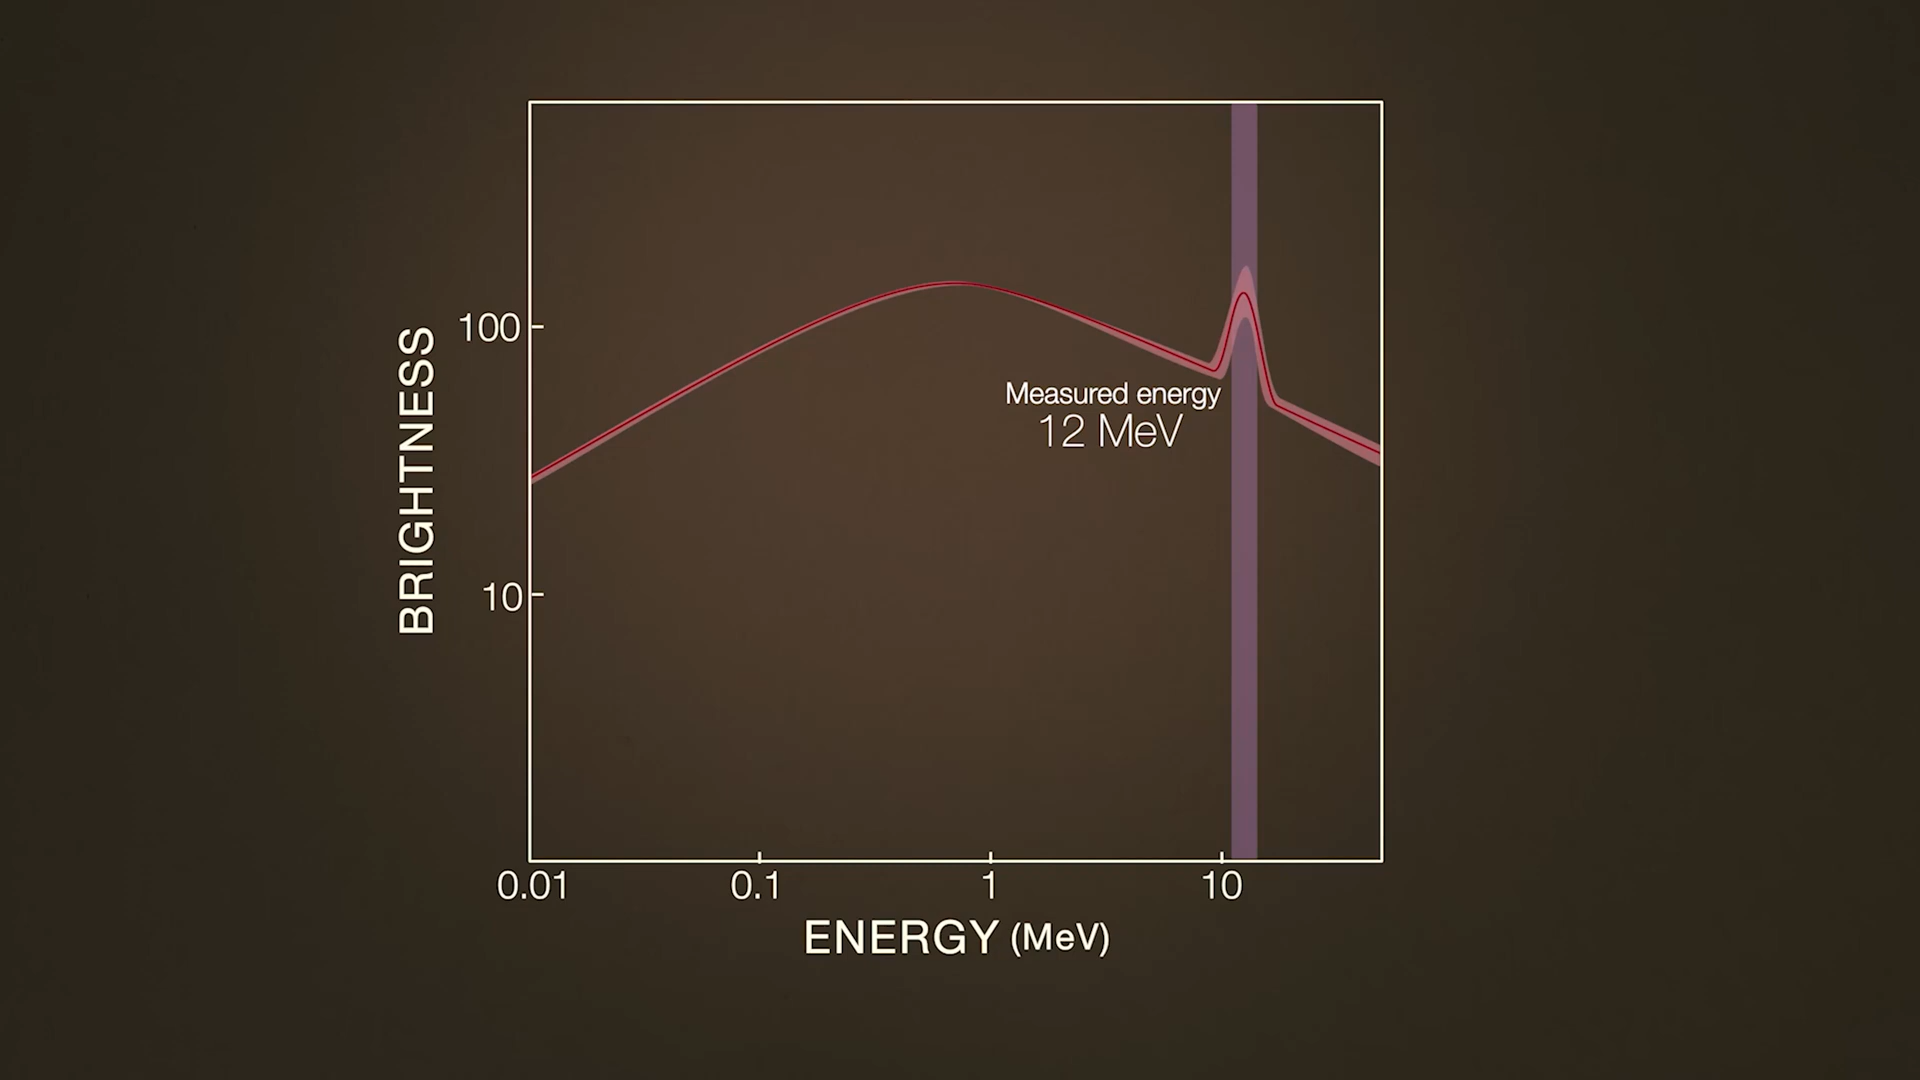 BRIGHTNESS
100
10
Measured energy
12 MeV
0.01 0.1 1 10
ENERGY (MeV)